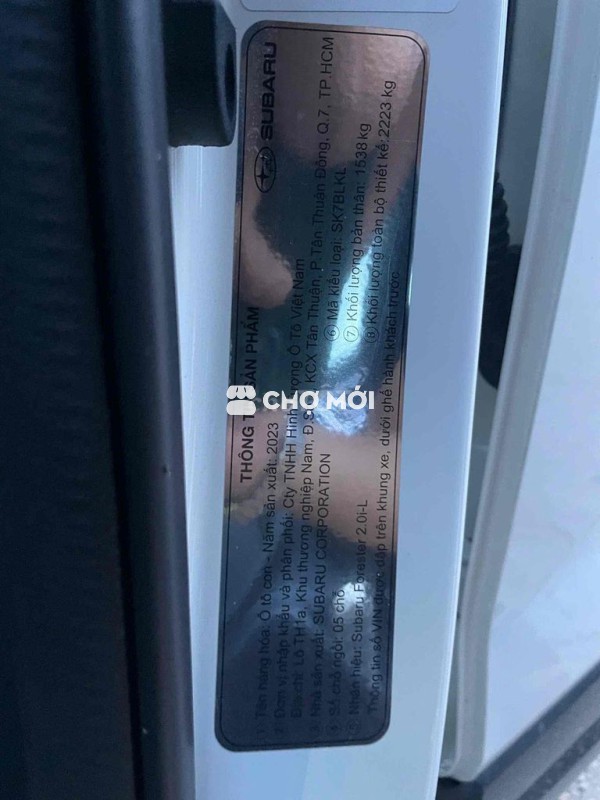 SUBARU
THÔNG T SẢN PHẨM
① Tên hàng hóa: Ô tô con - Năm sản xuất: 2023
② Đơn vị nhập khẩu và phân phối: Cty TNHH Hình tượng Ô Tô Việt Nam
Địa chỉ: Lô TH1a, Khu thương nghiệp Nam, Đ.Số KCX Tân Thuận, P.Tân Thuận Đông, Q.7, TP.HCM
③ Nhà sản xuất: SUBARU CORPORATION
④ Số chỗ ngồi: 05 chỗ
⑤ Nhãn hiệu: Subaru Forester 2.0i-L
⑥ Mã kiểu loại: SK7BLKL
⑦ Khối lượng bản thân: 1538 kg
⑧ Khối lượng toàn bộ thiết kế: 2223 kg
Thông tin số VIN được dập trên khung xe, dưới ghế hành khách trước.
CHỢ MỚI